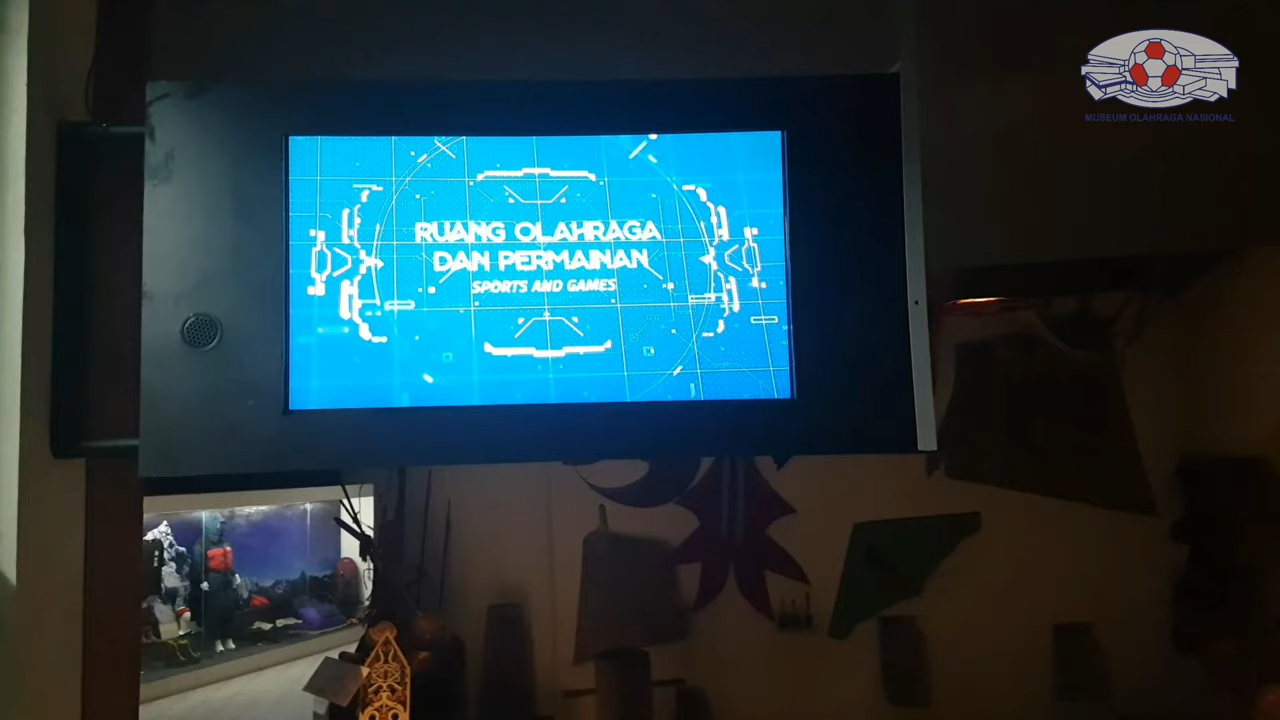 MUSEUM OLAHRAGA NASIONAL
RUANG OLAHRAGA
DAN PERMAINAN
SPORTS AND GAMES